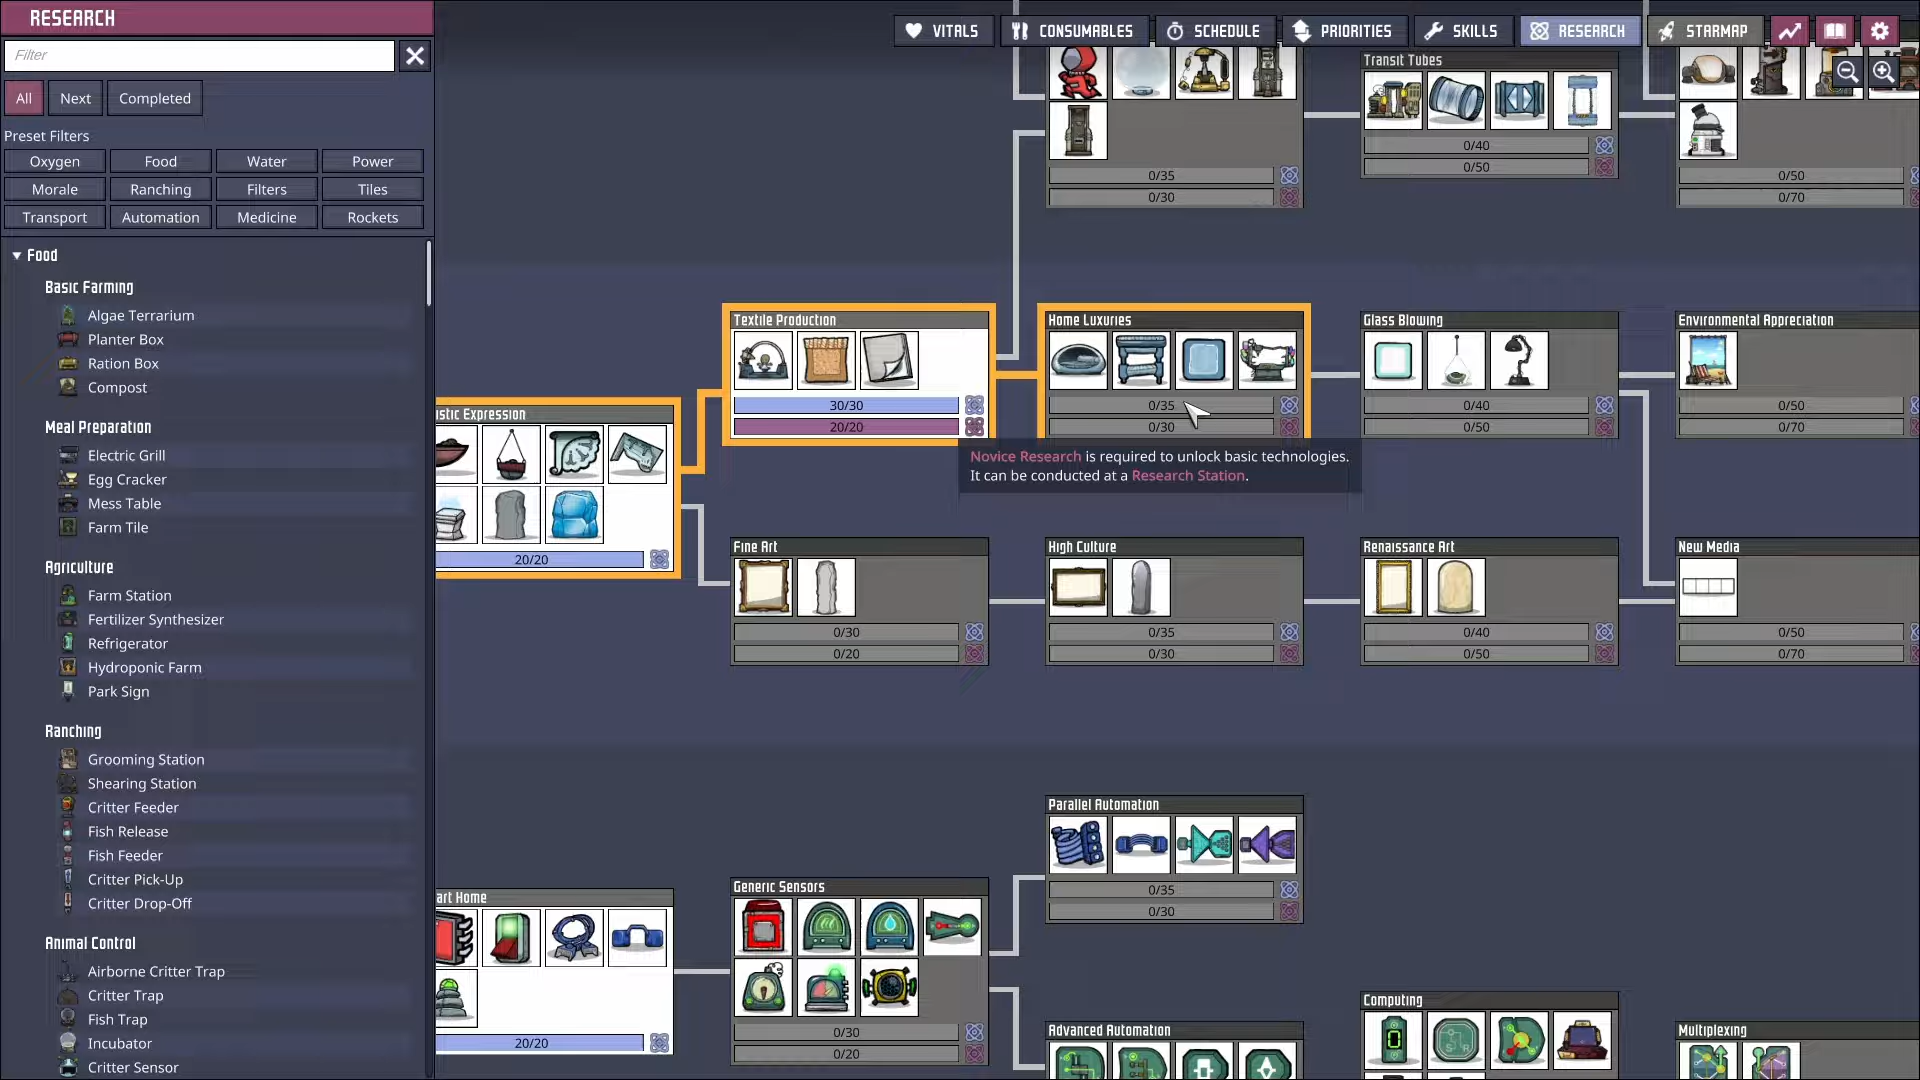 RESEARCH
VITALS
CONSUMABLES
SCHEDULE
PRIORITIES
SKILLS
RESEARCH
STARMAP
Filter
All
Next
Completed
Preset Filters
Oxygen
Food
Water
Power
Morale
Ranching
Filters
Tiles
Transport
Automation
Medicine
Rockets
Food
Basic Farming
Algae Terrarium
Planter Box
Ration Box
Compost
Meal Preparation
Electric Grill
Egg Cracker
Mess Table
Farm Tile
Agriculture
Farm Station
Fertilizer Synthesizer
Refrigerator
Hydroponic Farm
Park Sign
Ranching
Grooming Station
Shearing Station
Critter Feeder
Fish Release
Fish Feeder
Critter Pick-Up
Critter Drop-Off
Animal Control
Airborne Critter Trap
Critter Trap
Fish Trap
Incubator
Critter Sensor
0/35
0/30
Transit Tubes
0/40
0/50
0/50
0/70
istic Expression
20/20
Textile Production
30/30
20/20
Home Luxuries
0/35
0/30
Glass Blowing
0/40
0/50
Environmental Appreciation
0/50
0/70
Novice Research is required to unlock basic technologies.
It can be conducted at a Research Station.
Fine Art
0/30
0/20
High Culture
0/35
0/30
Renaissance Art
0/40
0/50
New Media
0/50
0/70
art Home
20/20
Generic Sensors
0/30
0/20
Parallel Automation
0/35
0/30
Advanced Automation
Computing
Multiplexing